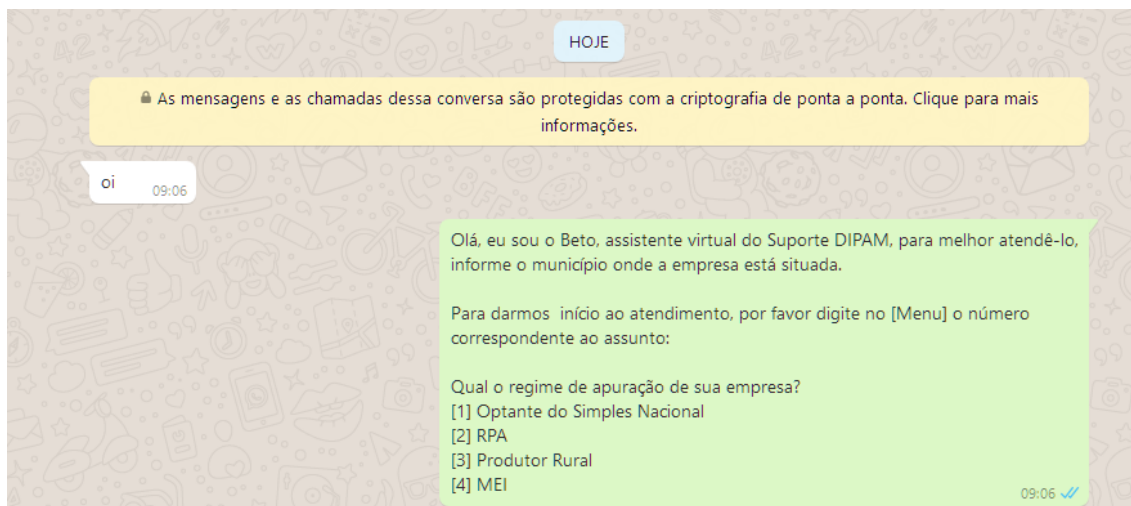 HOJE
As mensagens e as chamadas dessa conversa são protegidas com a criptografia de ponta a ponta. Clique para mais
informações.
oi
09:06
Olá, eu sou o Beto, assistente virtual do Suporte DIPAM, para melhor atendê-lo,
informe o município onde a empresa está situada.
Para darmos  início ao atendimento, por favor digite no [Menu] o número
correspondente ao assunto:
Qual o regime de apuração de sua empresa?
[1] Optante do Simples Nacional
[2] RPA
[3] Produtor Rural
[4] MEI
09:06